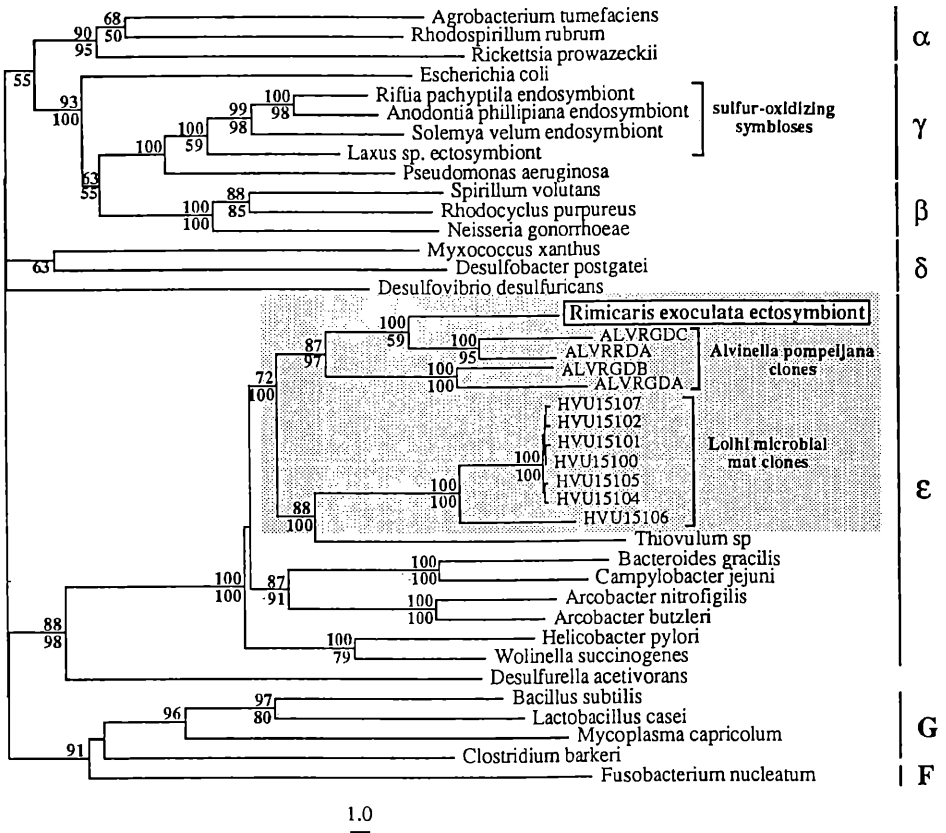 68
50
Agrobacterium tumefaciens
Rhodospirillum rubrum
90
95
Rickettsia prowazeckii
α
55
Escherichia coli
93
100
Riftia pachyptila endosymbiont
100
98
Anodontia phillipiana endosymbiont
99
98
Solemya velum endosymbiont
100
59
Laxus sp. ectosymbiont
sulfur-oxidizing
symbioses
γ
100
Pseudomonas aeruginosa
63
55
Spirillum volutans
88
85
Rhodocyclus purpureus
100
100
Neisseria gonorrhoeae
β
Myxococcus xanthus
63
Desulfobacter postgatei
δ
Desulfovibrio desulfuricans
Rimicaris exoculata ectosymbiont
100
59
ALVRGDC
100
95
ALVRRDA
87
97
ALVRGDB
100
100
ALVRGDA
Alvinella pompeijana
clones
72
100
HVU15107
HVU15102
HVU15101
100
100
HVU15100
HVU15105
HVU15104
100
100
HVU15106
Loihi microbial
mat clones
88
100
Thiovulum sp
ε
Bacteroides gracilis
100
100
Campylobacter jejuni
100
100
87
91
Arcobacter nitrofigilis
100
100
Arcobacter butzleri
Helicobacter pylori
100
79
Wolinella succinogenes
88
98
Desulfurella acetivorans
Bacillus subtilis
97
80
Lactobacillus casei
96
Mycoplasma capricolum
91
Clostridium barkeri
G
Fusobacterium nucleatum
F
1.0